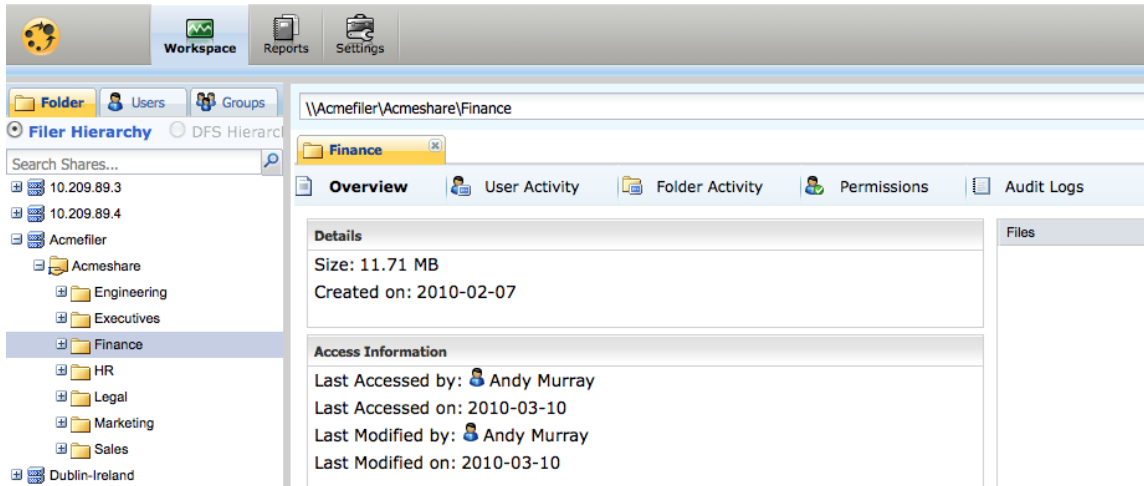 Workspace Reports Settings
Folder Users Groups
Filer Hierarchy DFS Hierarc
Search Shares...
10.209.89.3
10.209.89.4
Acmefiler
Acmeshare
Engineering
Executives
Finance
HR
Legal
Marketing
Sales
Dublin-Ireland
\\Acmefiler\Acmeshare\Finance
Finance
Overview User Activity Folder Activity Permissions Audit Logs
Details
Size: 11.71 MB
Created on: 2010-02-07
Access Information
Last Accessed by: Andy Murray
Last Accessed on: 2010-03-10
Last Modified by: Andy Murray
Last Modified on: 2010-03-10
Files